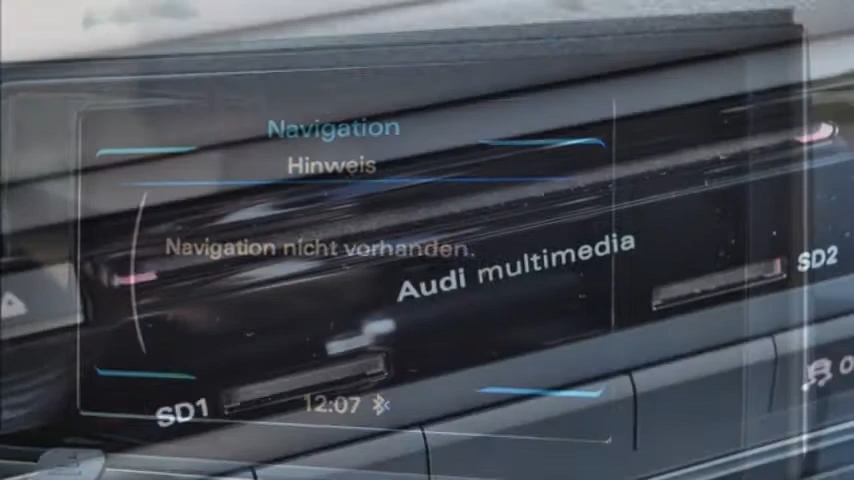 Navigation
Hinweis
Navigation nicht vorhanden.
Audi multimedia
SD2
SD1
12:07